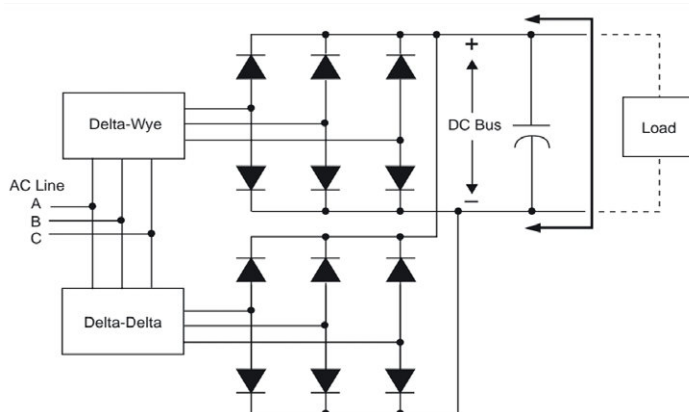 +
Delta-Wye
DC Bus
Load
AC Line
A
B
C
−
Delta-Delta